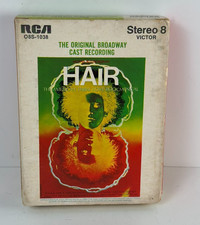 RCA
O8S-1038
Stereo 8
VICTOR
THE ORIGINAL BROADWAY
CAST RECORDING
HAIR